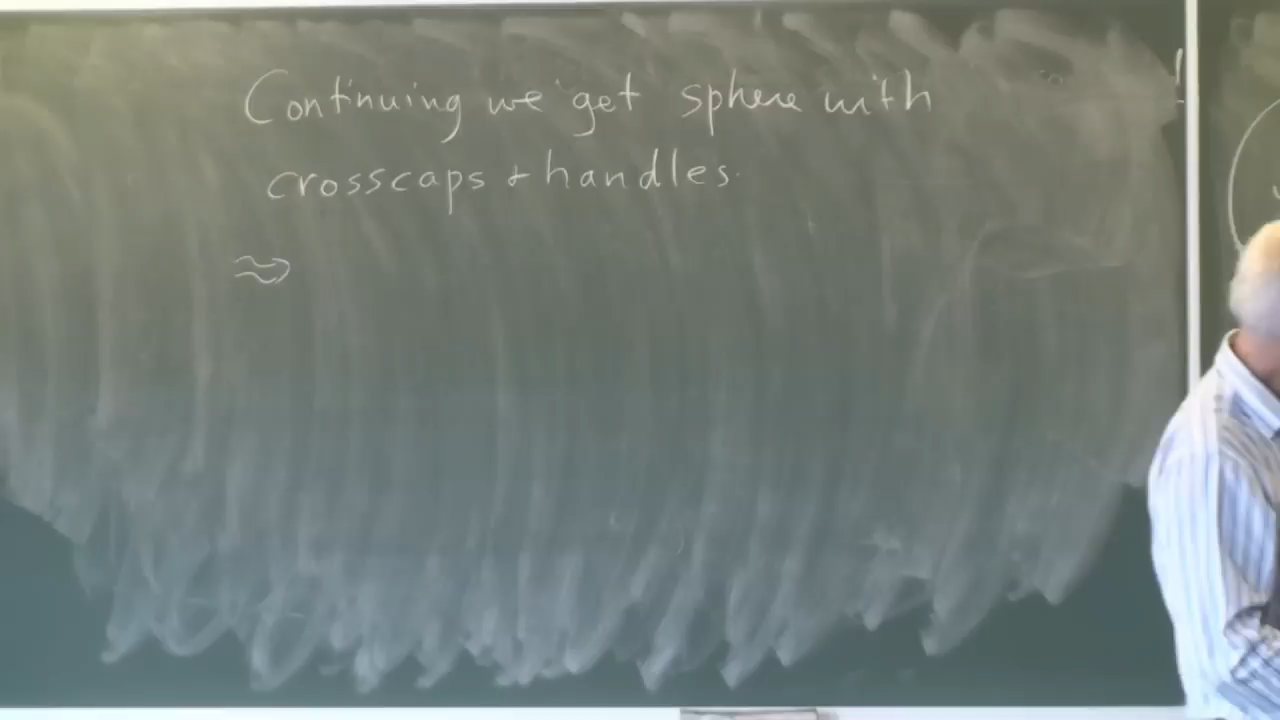 Continuing we get sphere with
crosscaps + handles.
⇝